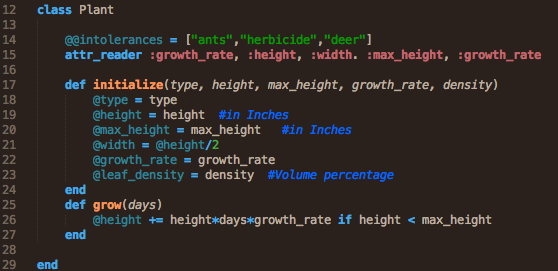 12 class Plant
13
14 @@intolerances = ["ants","herbicide","deer"]
15 attr_reader :growth_rate, :height, :width. :max_height, :growth_rate
16
17 def initialize(type, height, max_height, growth_rate, density)
18 @type = type
19 @height = height #in Inches
20 @max_height = max_height #in Inches
21 @width = @height/2
22 @growth_rate = growth_rate
23 @leaf_density = density #Volume percentage
24 end
25 def grow(days)
26 @height += height*days*growth_rate if height < max_height
27 end
28
29 end